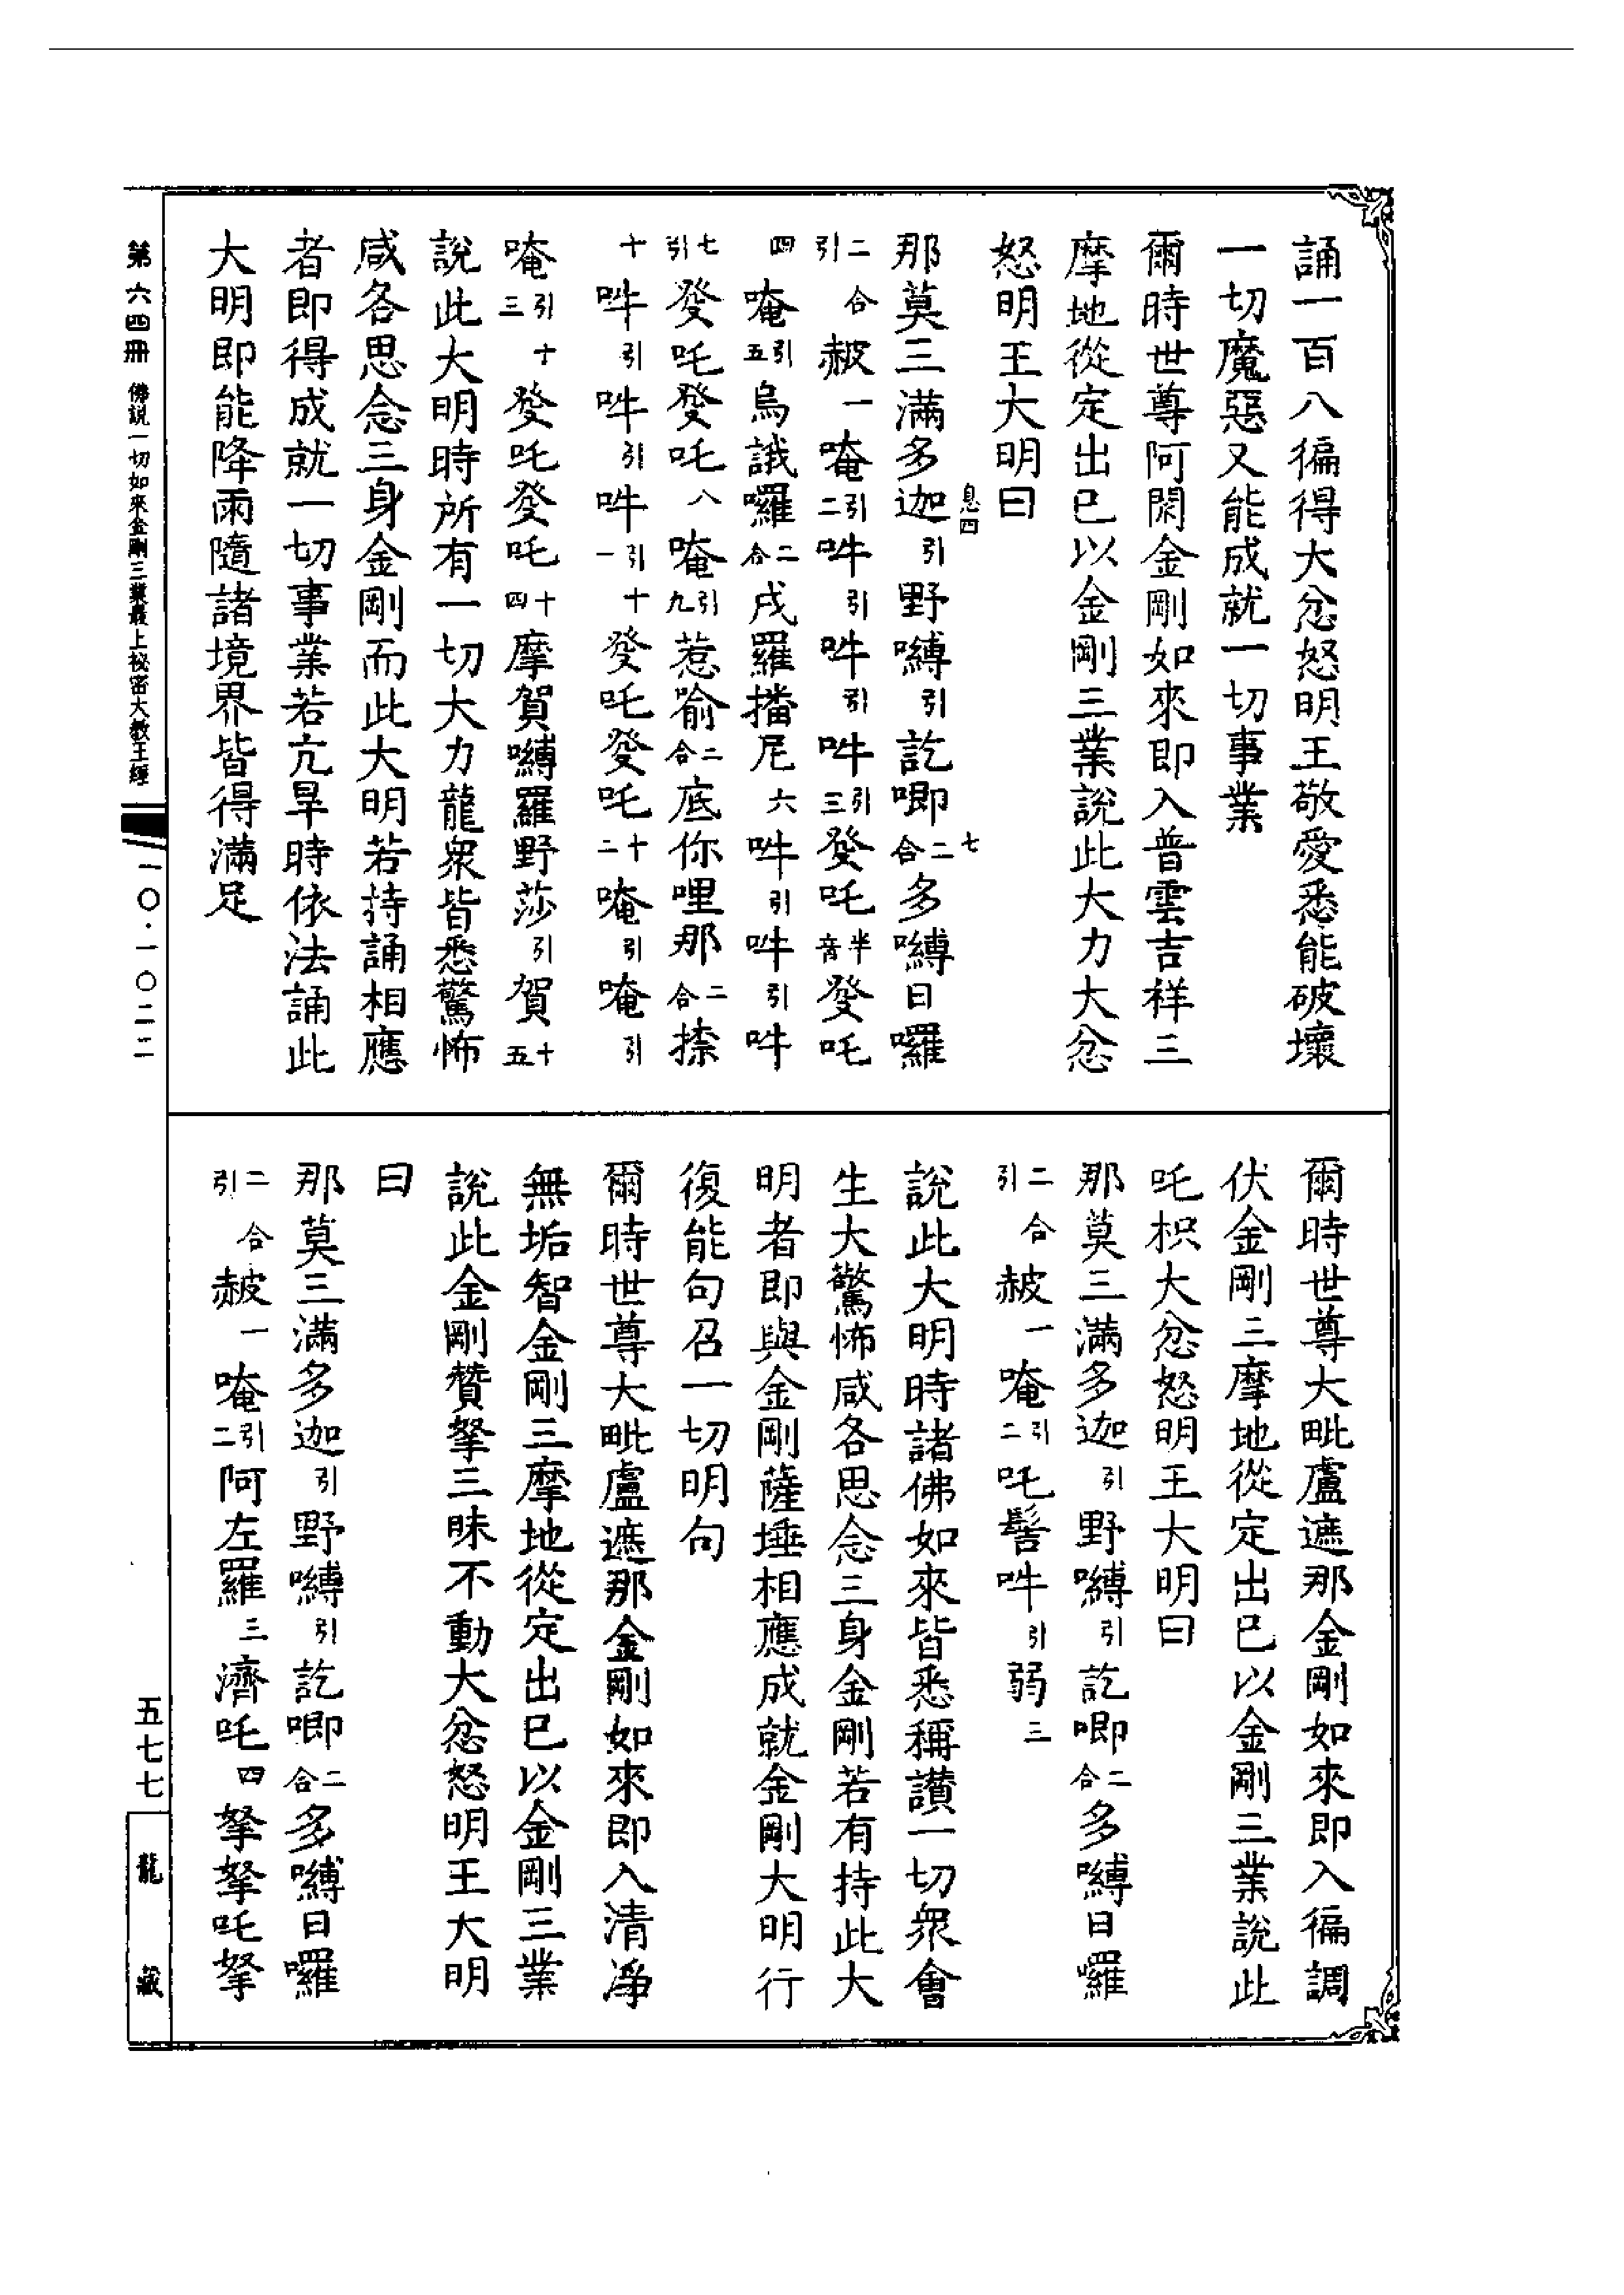 誦一百八徧得大忿怒明王敬愛悉能破壞
一切魔惡又能成就一切事業
爾時世尊阿閦金剛如來即入普雲吉祥三
摩地從定出已以金剛三業說此大力大忿
怒明王大明曰
息四 七
那莫三滿多迦引野嚩引訖唧二合多嚩日囉
二合引赧一唵引二吽引吽引吽引三發吒半音發吒
四唵引五烏誐囉二合戌羅播尼六吽引吽引吽
引七發吒發吒八唵引九惹喻二合底你哩那二合捺
十吽引吽引吽引十一發吒發吒十二唵引唵引
唵引十三發吒發吒十四摩賀嚩羅野莎引賀十五
說此大明時所有一切大力龍眾皆悉驚怖
咸各思念三身金剛而此大明若持誦相應
者即得成就一切事業若亢旱時依法誦此
大明即能降雨隨諸境界皆得滿足
爾時世尊大毗盧遮那金剛如來即入徧調
伏金剛三摩地從定出已以金剛三業說此
吒枳大忿怒明王大明曰
那莫三滿多迦引野嚩引訖唧二合多嚩日囉
二合引赧一唵引二吒髻吽引弱三
說此大明時諸佛如來皆悉稱讚一切眾會
生大驚怖咸各思念三身金剛若有持此大
明者即與金剛薩埵相應成就金剛大明行
復能句召一切明句
爾時世尊大毗盧遮那金剛如來即入清淨
無垢智金剛三摩地從定出已以金剛三業
說此金剛贊拏三昧不動大忿怒明王大明
曰
那莫三滿多迦引野嚩引訖唧二合多嚩日囉
二合引赧一唵引二阿左羅三濟吒四拏拏吒拏
第六四冊 佛說一切如來金剛三業最上祕密大教王經 一〇·一〇二二
五七七
龍藏